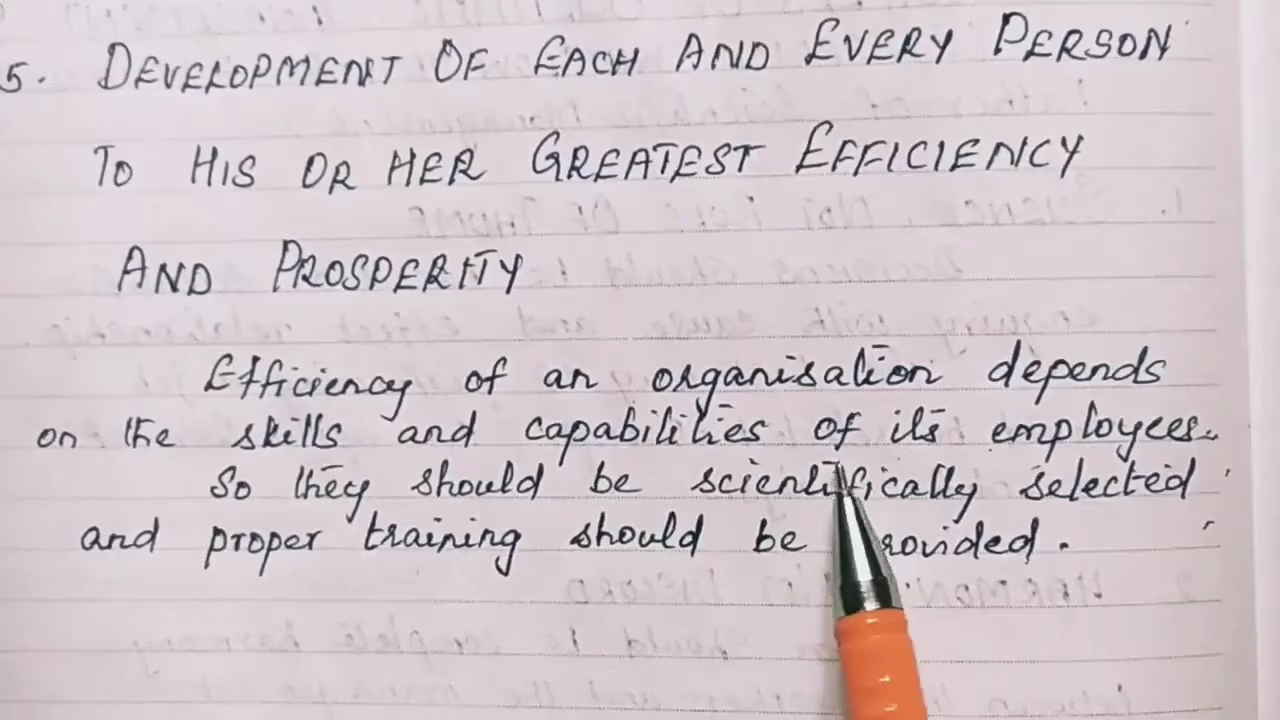 5. DEVELOPMENT OF EACH AND EVERY PERSON
TO HIS OR HER GREATEST EFFICIENCY
AND PROSPERITY
Efficiency of an organisation depends
on the skills and capabilities of its employees.
So they should be scientifically selected
and proper training should be provided.